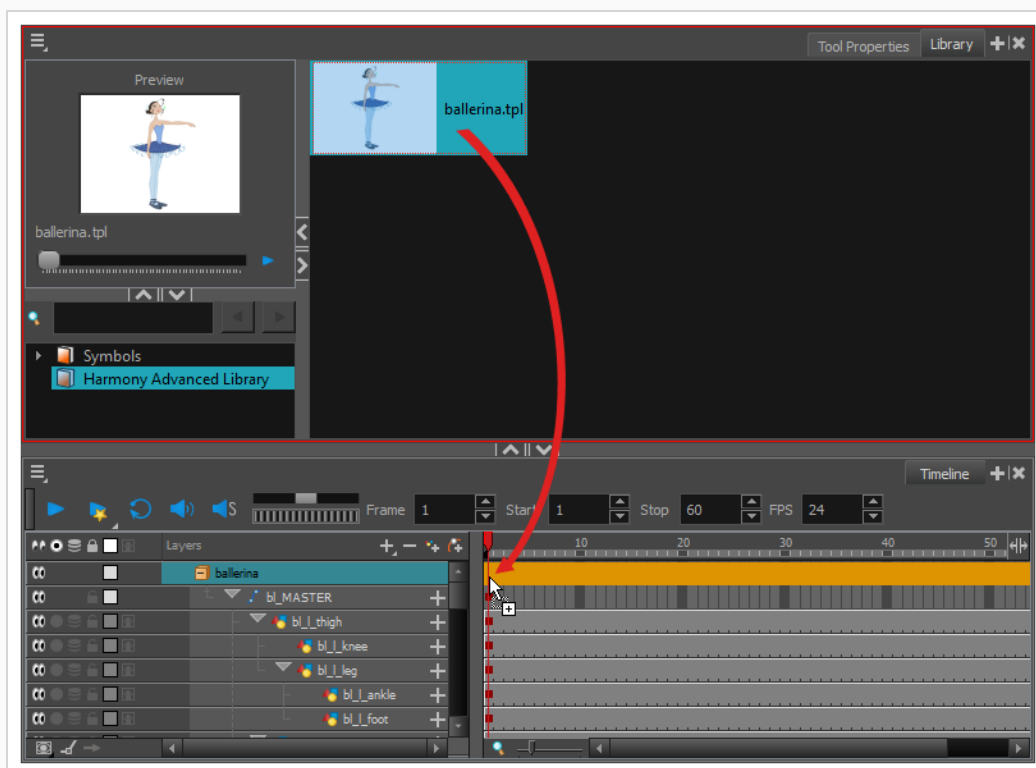 Tool Properties Library
Preview
ballerina.tpl
ballerina.tpl
Symbols
Harmony Advanced Library
Timeline
S Frame 1 Start 1 Stop 60 FPS 24
Layers 10 20 30 40 50
ballerina
bl_MASTER
bl_l_thigh
bl_l_knee
bl_l_leg
bl_l_ankle
bl_l_foot